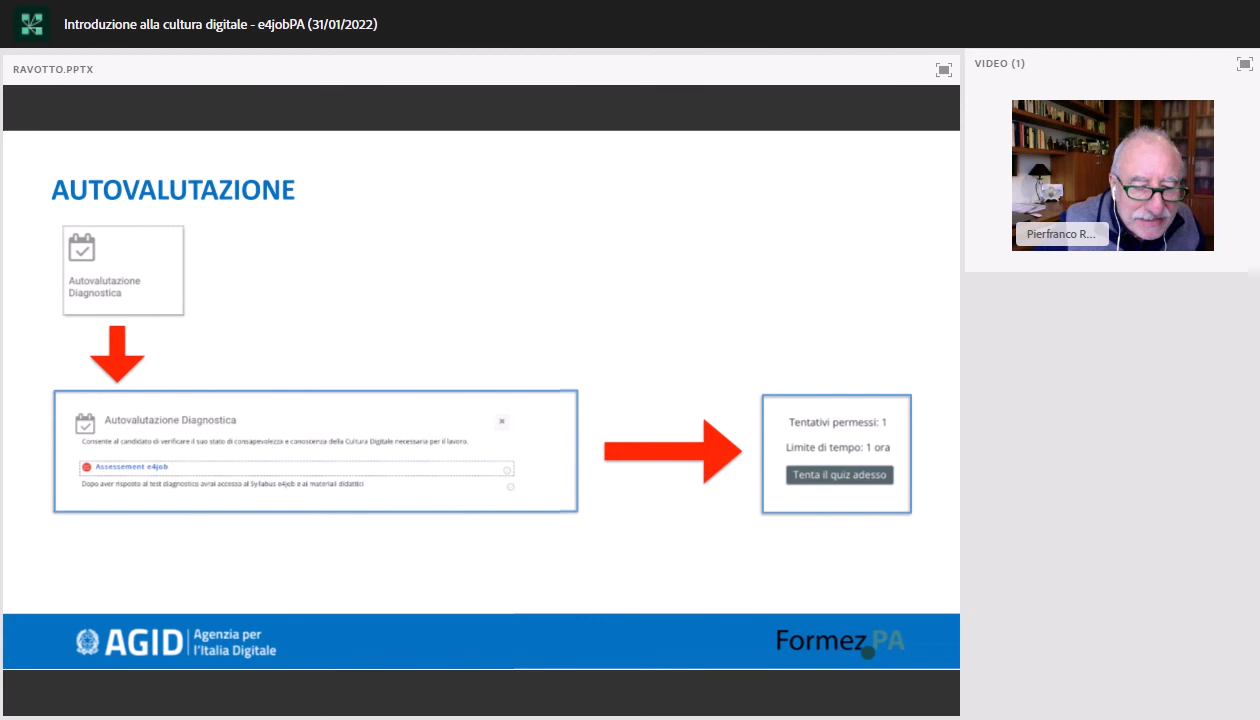 Introduzione alla cultura digitale - e4jobPA (31/01/2022)
RAVOTTO.PPTX
VIDEO (1)
Pierfranco R...
AUTOVALUTAZIONE
Autovalutazione
Diagnostica
Autovalutazione Diagnostica
Consente al candidato di verificare il suo stato di consapevolezza e conoscenza della Cultura Digitale necessaria per il lavoro.
Assessement e4job
Dopo aver risposto al test diagnostico avrai accesso al Syllabus e4job e ai materiali didattici
Tentativi permessi: 1
Limite di tempo: 1 ora
Tenta il quiz adesso
AGID
Agenzia per
l'Italia Digitale
Formez PA